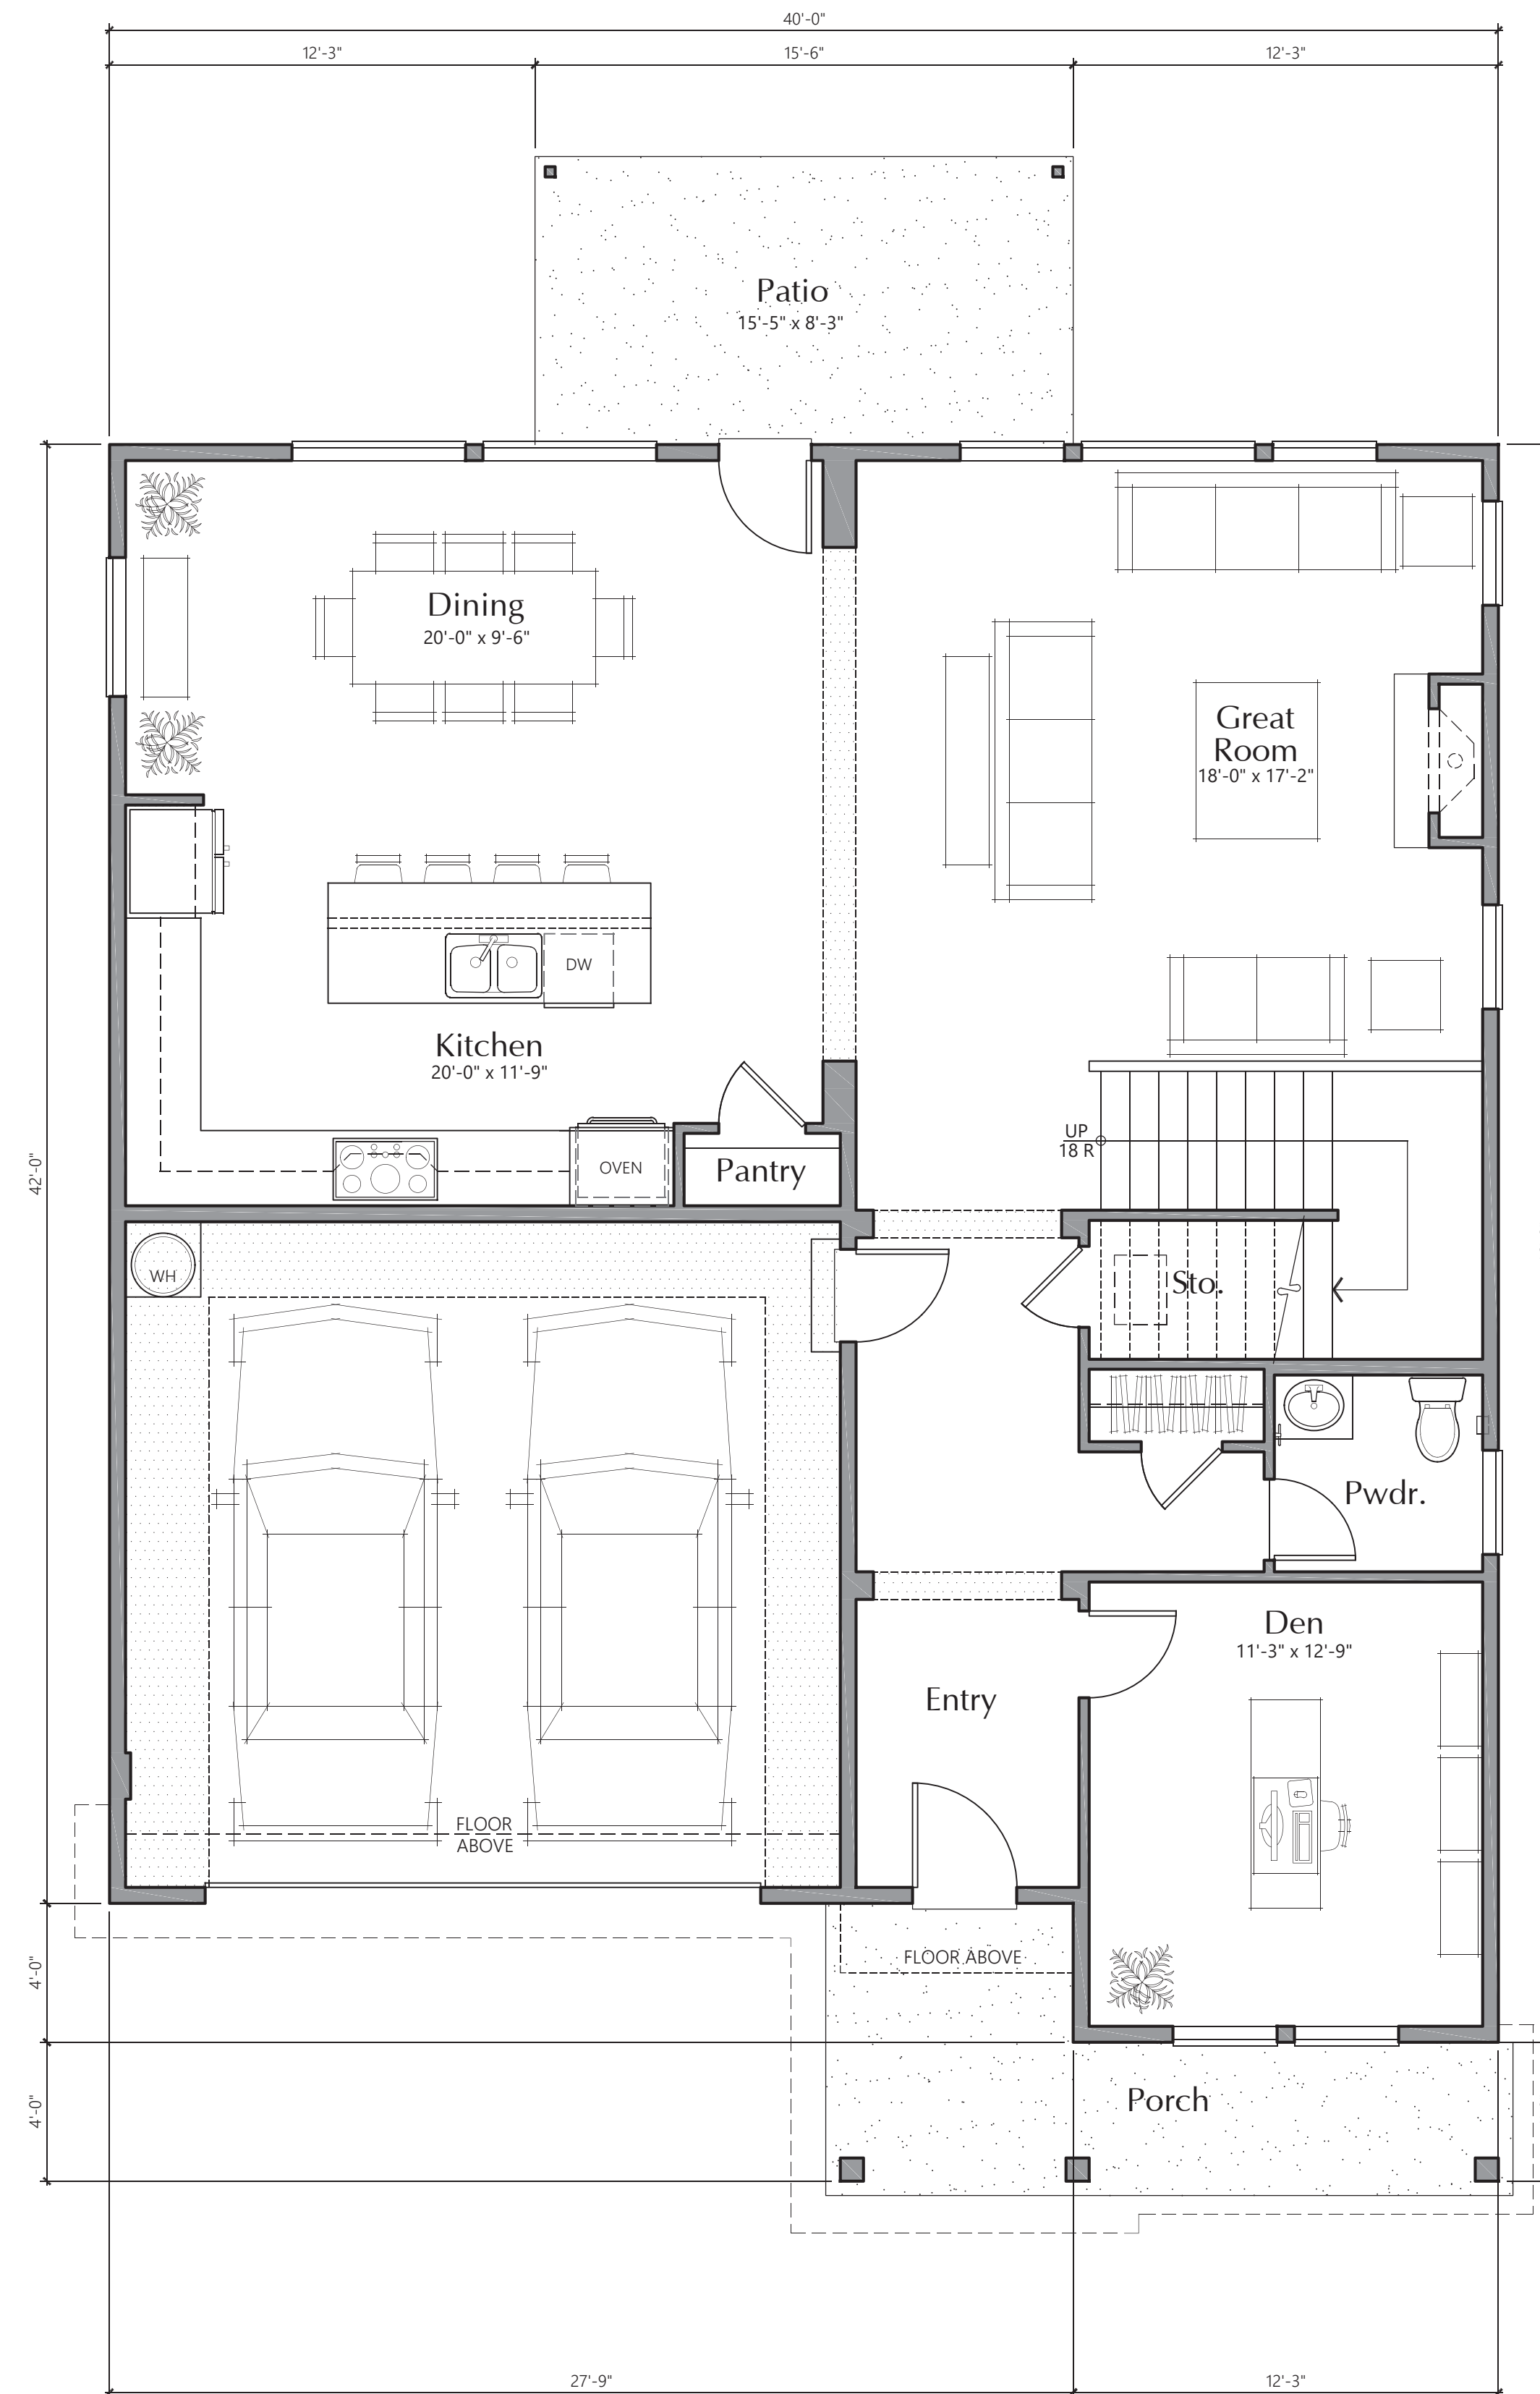 40'-0"
12'-3"
15'-6"
12'-3"
Patio
15'-5" x 8'-3"
Dining
20'-0" x 9'-6"
Great
Room
18'-0" x 17'-2"
DW
Kitchen
20'-0" x 11'-9"
UP
18 R
42'-0"
OVEN
Pantry
WH
Sto.
Pwdr.
Den
11'-3" x 12'-9"
Entry
FLOOR
ABOVE
FLOOR ABOVE
4'-0"
Porch
4'-0"
27'-9"
12'-3"